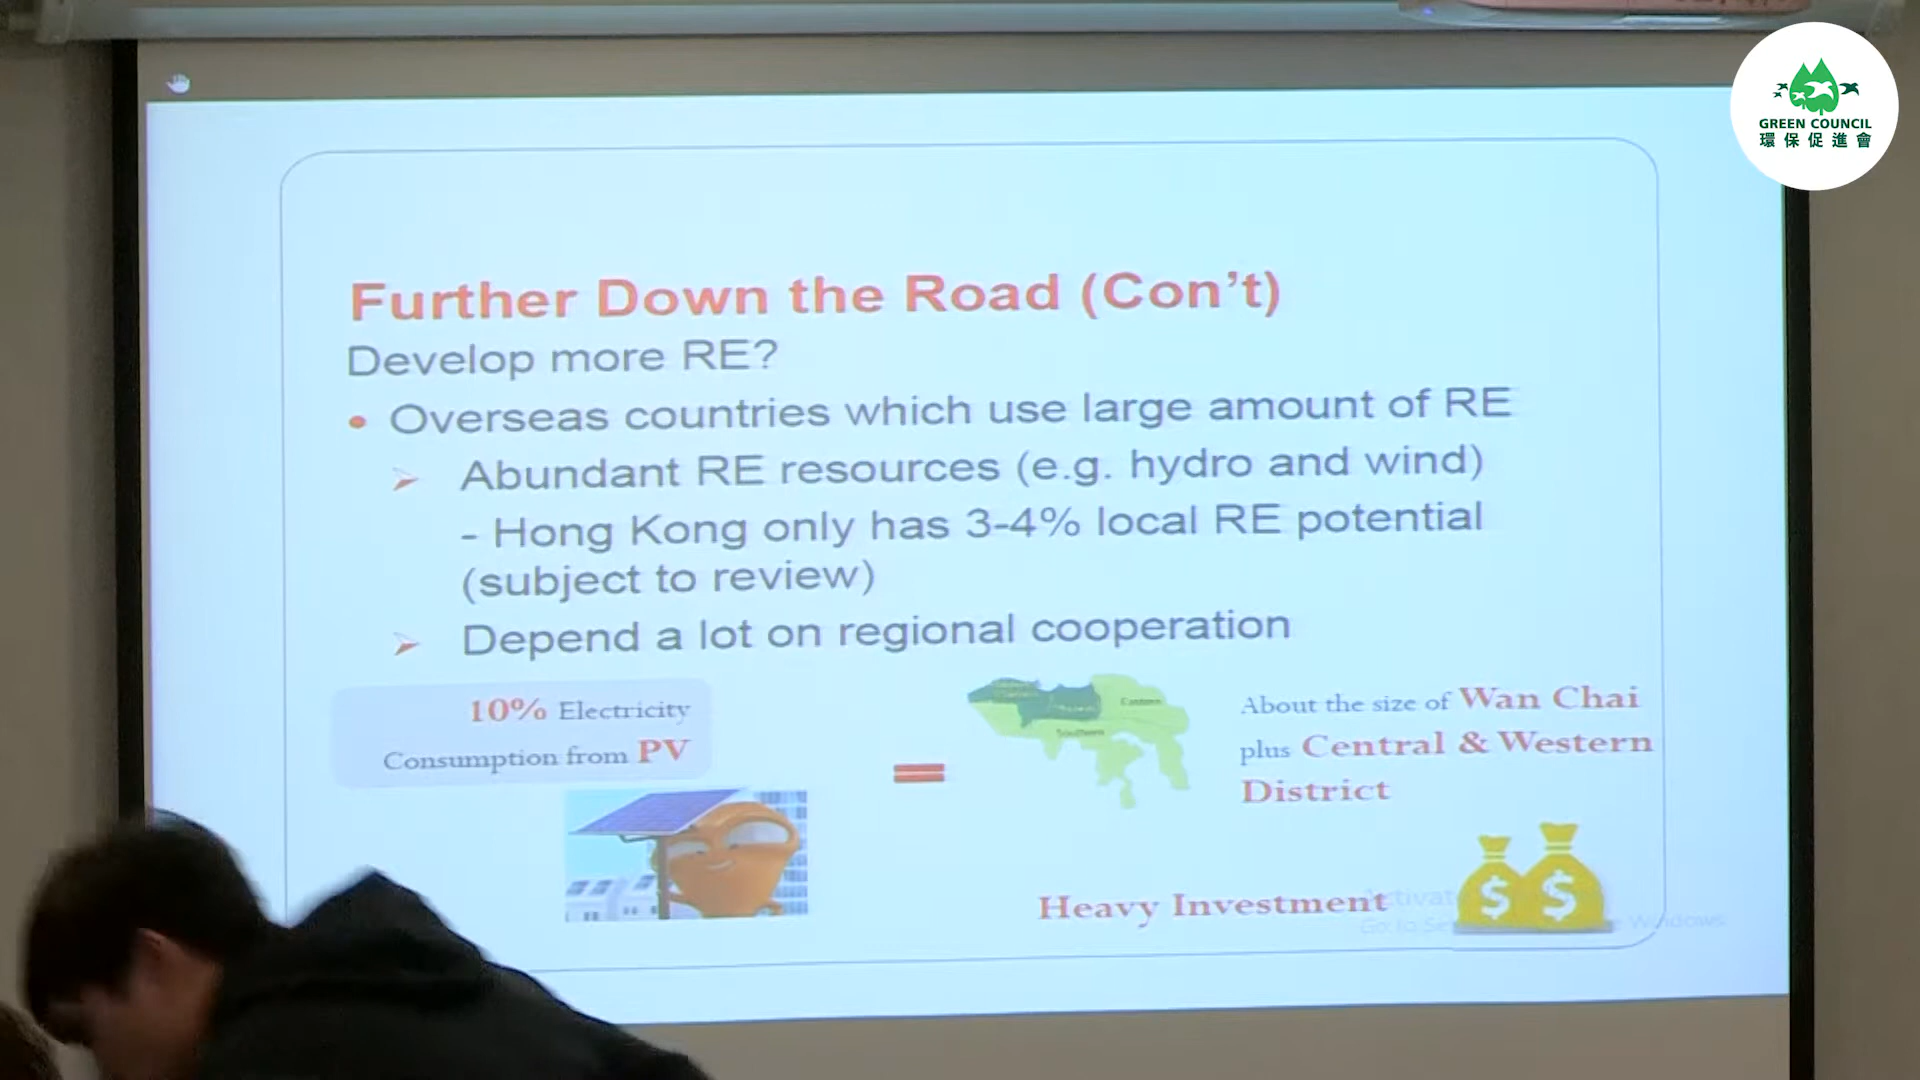 GREEN COUNCIL
環保促進會
Further Down the Road (Con't)
Develop more RE?
• Overseas countries which use large amount of RE
➢ Abundant RE resources (e.g. hydro and wind)
- Hong Kong only has 3-4% local RE potential
(subject to review)
➢ Depend a lot on regional cooperation
10% Electricity
Consumption from PV
=
Eastern
Southern
About the size of Wan Chai
plus Central & Western
District
Heavy Investment
$ $
Windows